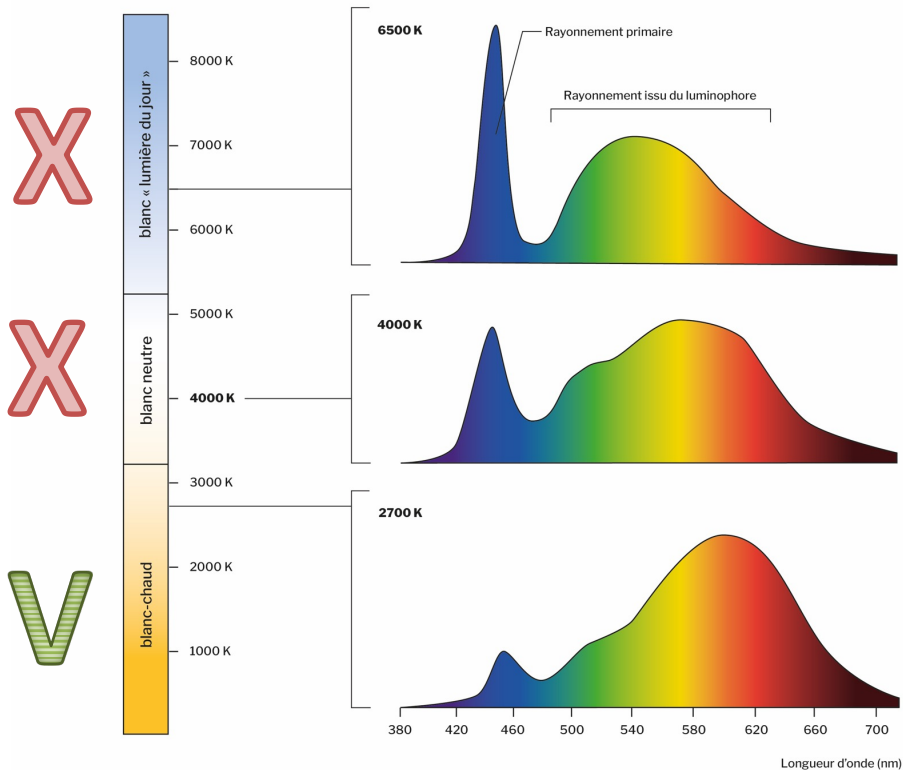 X
X
V
blanc « lumière du jour »
blanc neutre
blanc-chaud
8000 K
7000 K
6000 K
5000 K
4000 K
3000 K
2000 K
1000 K
6500 K
Rayonnement primaire
Rayonnement issu du luminophore
4000 K
2700 K
380 420 460 500 540 580 620 660 700
Longueur d'onde (nm)